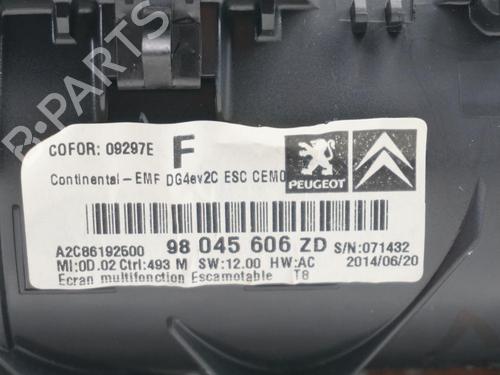 B-PARTS
COFOR: 09297E F
PEUGEOT
Continental-EMF DG4ev2C ESC CEM
A2C86192600 98 045 606 ZD S/N:071432
MI:0D.02 Ctrl:493 M SW:12.00 HW:AC 2014/06/20
Ecran multifonction Escamotable T8